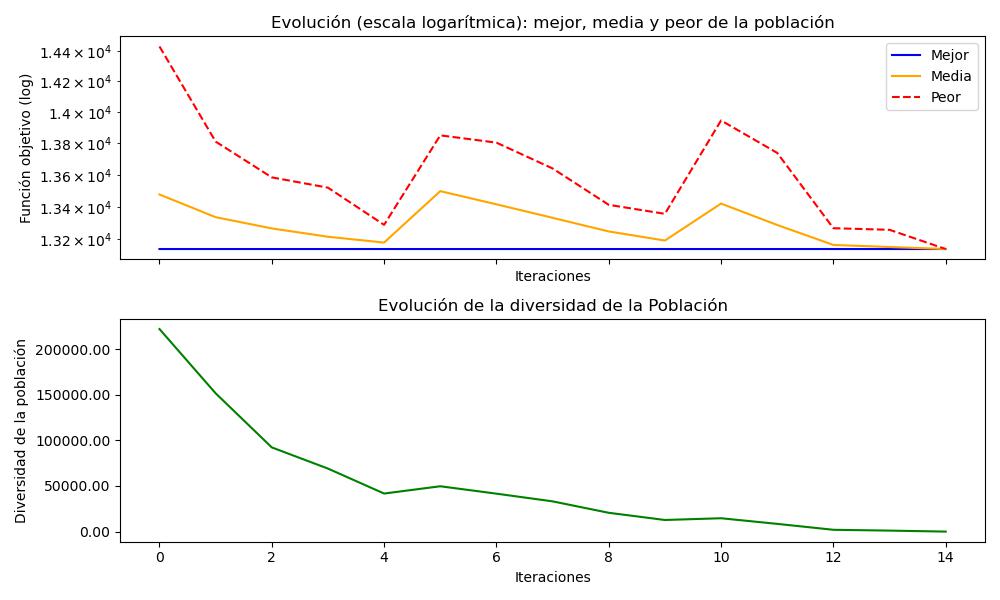 Evolución (escala logarítmica): mejor, media y peor de la población
Función objetivo (log)
1.44 × 10⁴
1.42 × 10⁴
1.4 × 10⁴
1.38 × 10⁴
1.36 × 10⁴
1.34 × 10⁴
1.32 × 10⁴
Mejor
Media
Peor
Iteraciones
Evolución de la diversidad de la Población
Diversidad de la población
200000.00
150000.00
100000.00
50000.00
0.00
0 2 4 6 8 10 12 14
Iteraciones